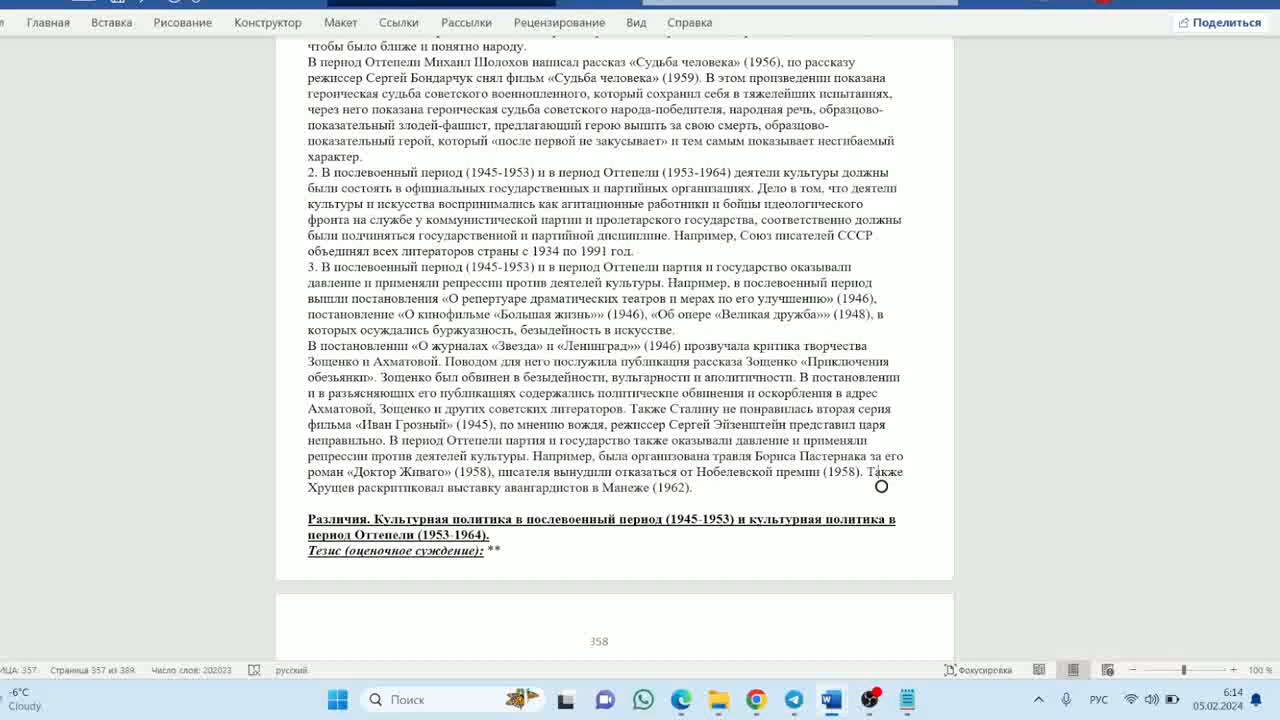 Главная Вставка Рисование Конструктор Макет Ссылки Рассылки Рецензирование Вид Справка Поделиться
чтобы было ближе и понятно народу.
В период Оттепели Михаил Шолохов написал рассказ «Судьба человека» (1956), по рассказу
режиссер Сергей Бондарчук снял фильм «Судьба человека» (1959). В этом произведении показана
героическая судьба советского военнопленного, который сохранил себя в тяжелейших испытаниях,
через него показана героическая судьба советского народа-победителя, народная речь, образцово-
показательный злодей-фашист, предлагающий герою выпить за свою смерть, образцово-
показательный герой, который «после первой не закусывает» и тем самым показывает несгибаемый
характер.
2. В послевоенный период (1945-1953) и в период Оттепели (1953-1964) деятели культуры должны
были состоять в официальных государственных и партийных организациях. Дело в том, что деятели
культуры и искусства воспринимались как агитационные работники и бойцы идеологического
фронта на службе у коммунистической партии и пролетарского государства, соответственно должны
были подчиняться государственной и партийной дисциплине. Например, Союз писателей СССР
объединял всех литераторов страны с 1934 по 1991 год.
3. В послевоенный период (1945-1953) и в период Оттепели партия и государство оказывали
давление и применяли репрессии против деятелей культуры. Например, в послевоенный период
вышли постановления «О репертуаре драматических театров и мерах по его улучшению» (1946),
постановление «О кинофильме «Большая жизнь»» (1946), «Об опере «Великая дружба»» (1948), в
которых осуждались буржуазность, безыдейность в искусстве.
В постановлении «О журналах «Звезда» и «Ленинград»» (1946) прозвучала критика творчества
Зощенко и Ахматовой. Поводом для него послужила публикация рассказа Зощенко «Приключения
обезьянки». Зощенко был обвинен в безыдейности, вульгарности и аполитичности. В постановлении
и в разъясняющих его публикациях содержались политические обвинения и оскорбления в адрес
Ахматовой, Зощенко и других советских литераторов. Также Сталину не понравилась вторая серия
фильма «Иван Грозный» (1945), по мнению вождя, режиссер Сергей Эйзенштейн представил царя
неправильно. В период Оттепели партия и государство также оказывали давление и применяли
репрессии против деятелей культуры. Например, была организована травля Бориса Пастернака за его
роман «Доктор Живаго» (1958), писателя вынудили отказаться от Нобелевской премии (1958). Также
Хрущев раскритиковал выставку авангардистов в Манеже (1962).
Различия. Культурная политика в послевоенный период (1945-1953) и культурная политика в
период Оттепели (1953-1964).
Тезис (оценочное суждение): **
358
Страница 357 из 389 Число слов: 202023 русский Фокусировка 100 %
-6°C Поиск РУС 6:14
Cloudy 05.02.2024